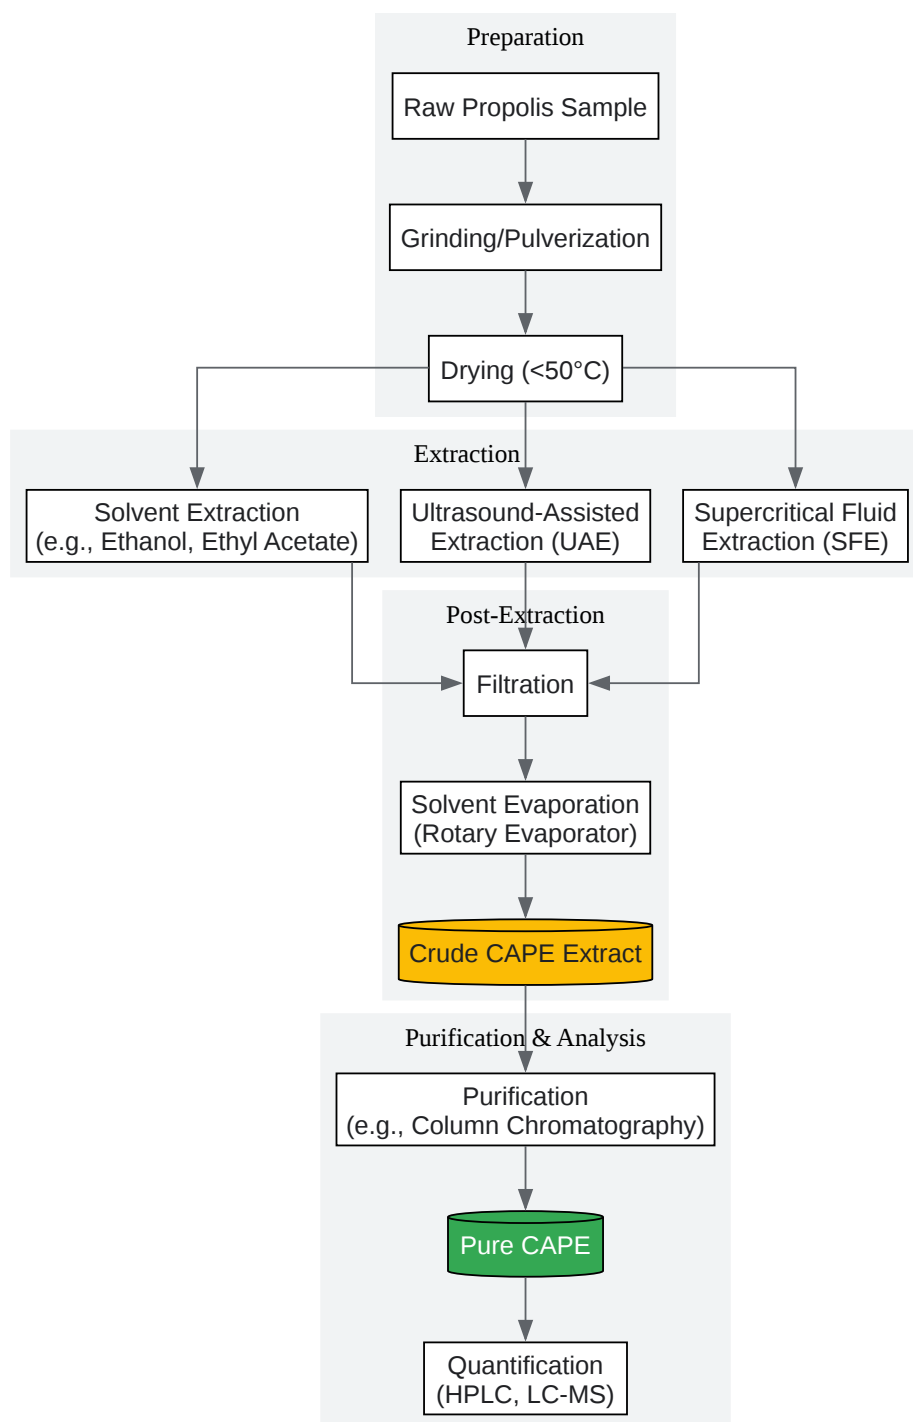 Preparation
Raw Propolis Sample
Grinding/Pulverization
Drying (<50°C)
Extraction
Solvent Extraction
(e.g., Ethanol, Ethyl Acetate)
Ultrasound-Assisted
Extraction (UAE)
Supercritical Fluid
Extraction (SFE)
Post-Extraction
Filtration
Solvent Evaporation
(Rotary Evaporator)
Crude CAPE Extract
Purification & Analysis
Purification
(e.g., Column Chromatography)
Pure CAPE
Quantification
(HPLC, LC-MS)